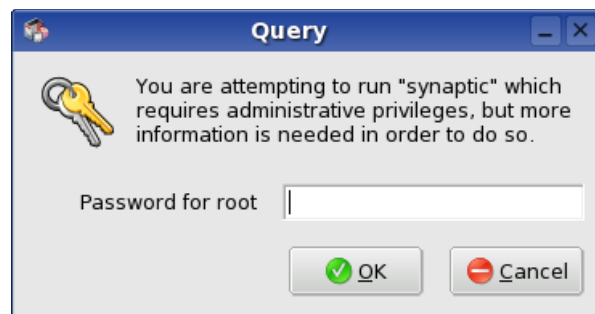 Query
You are attempting to run "synaptic" which
requires administrative privileges, but more
information is needed in order to do so.
Password for root
OK
Cancel